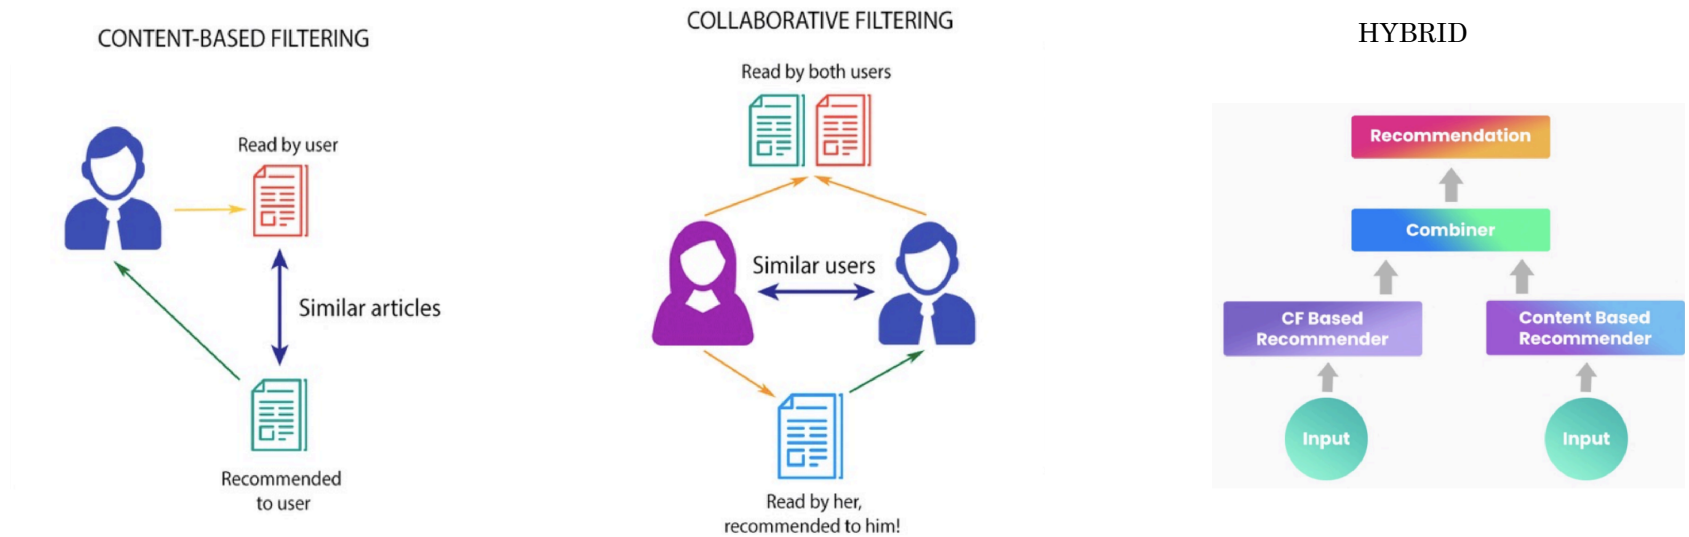 CONTENT-BASED FILTERING
Read by user
Similar articles
Recommended
to user
COLLABORATIVE FILTERING
Read by both users
Similar users
Read by her,
recommended to him!
HYBRID
Recommendation
Combiner
CF Based
Recommender
Content Based
Recommender
Input
Input